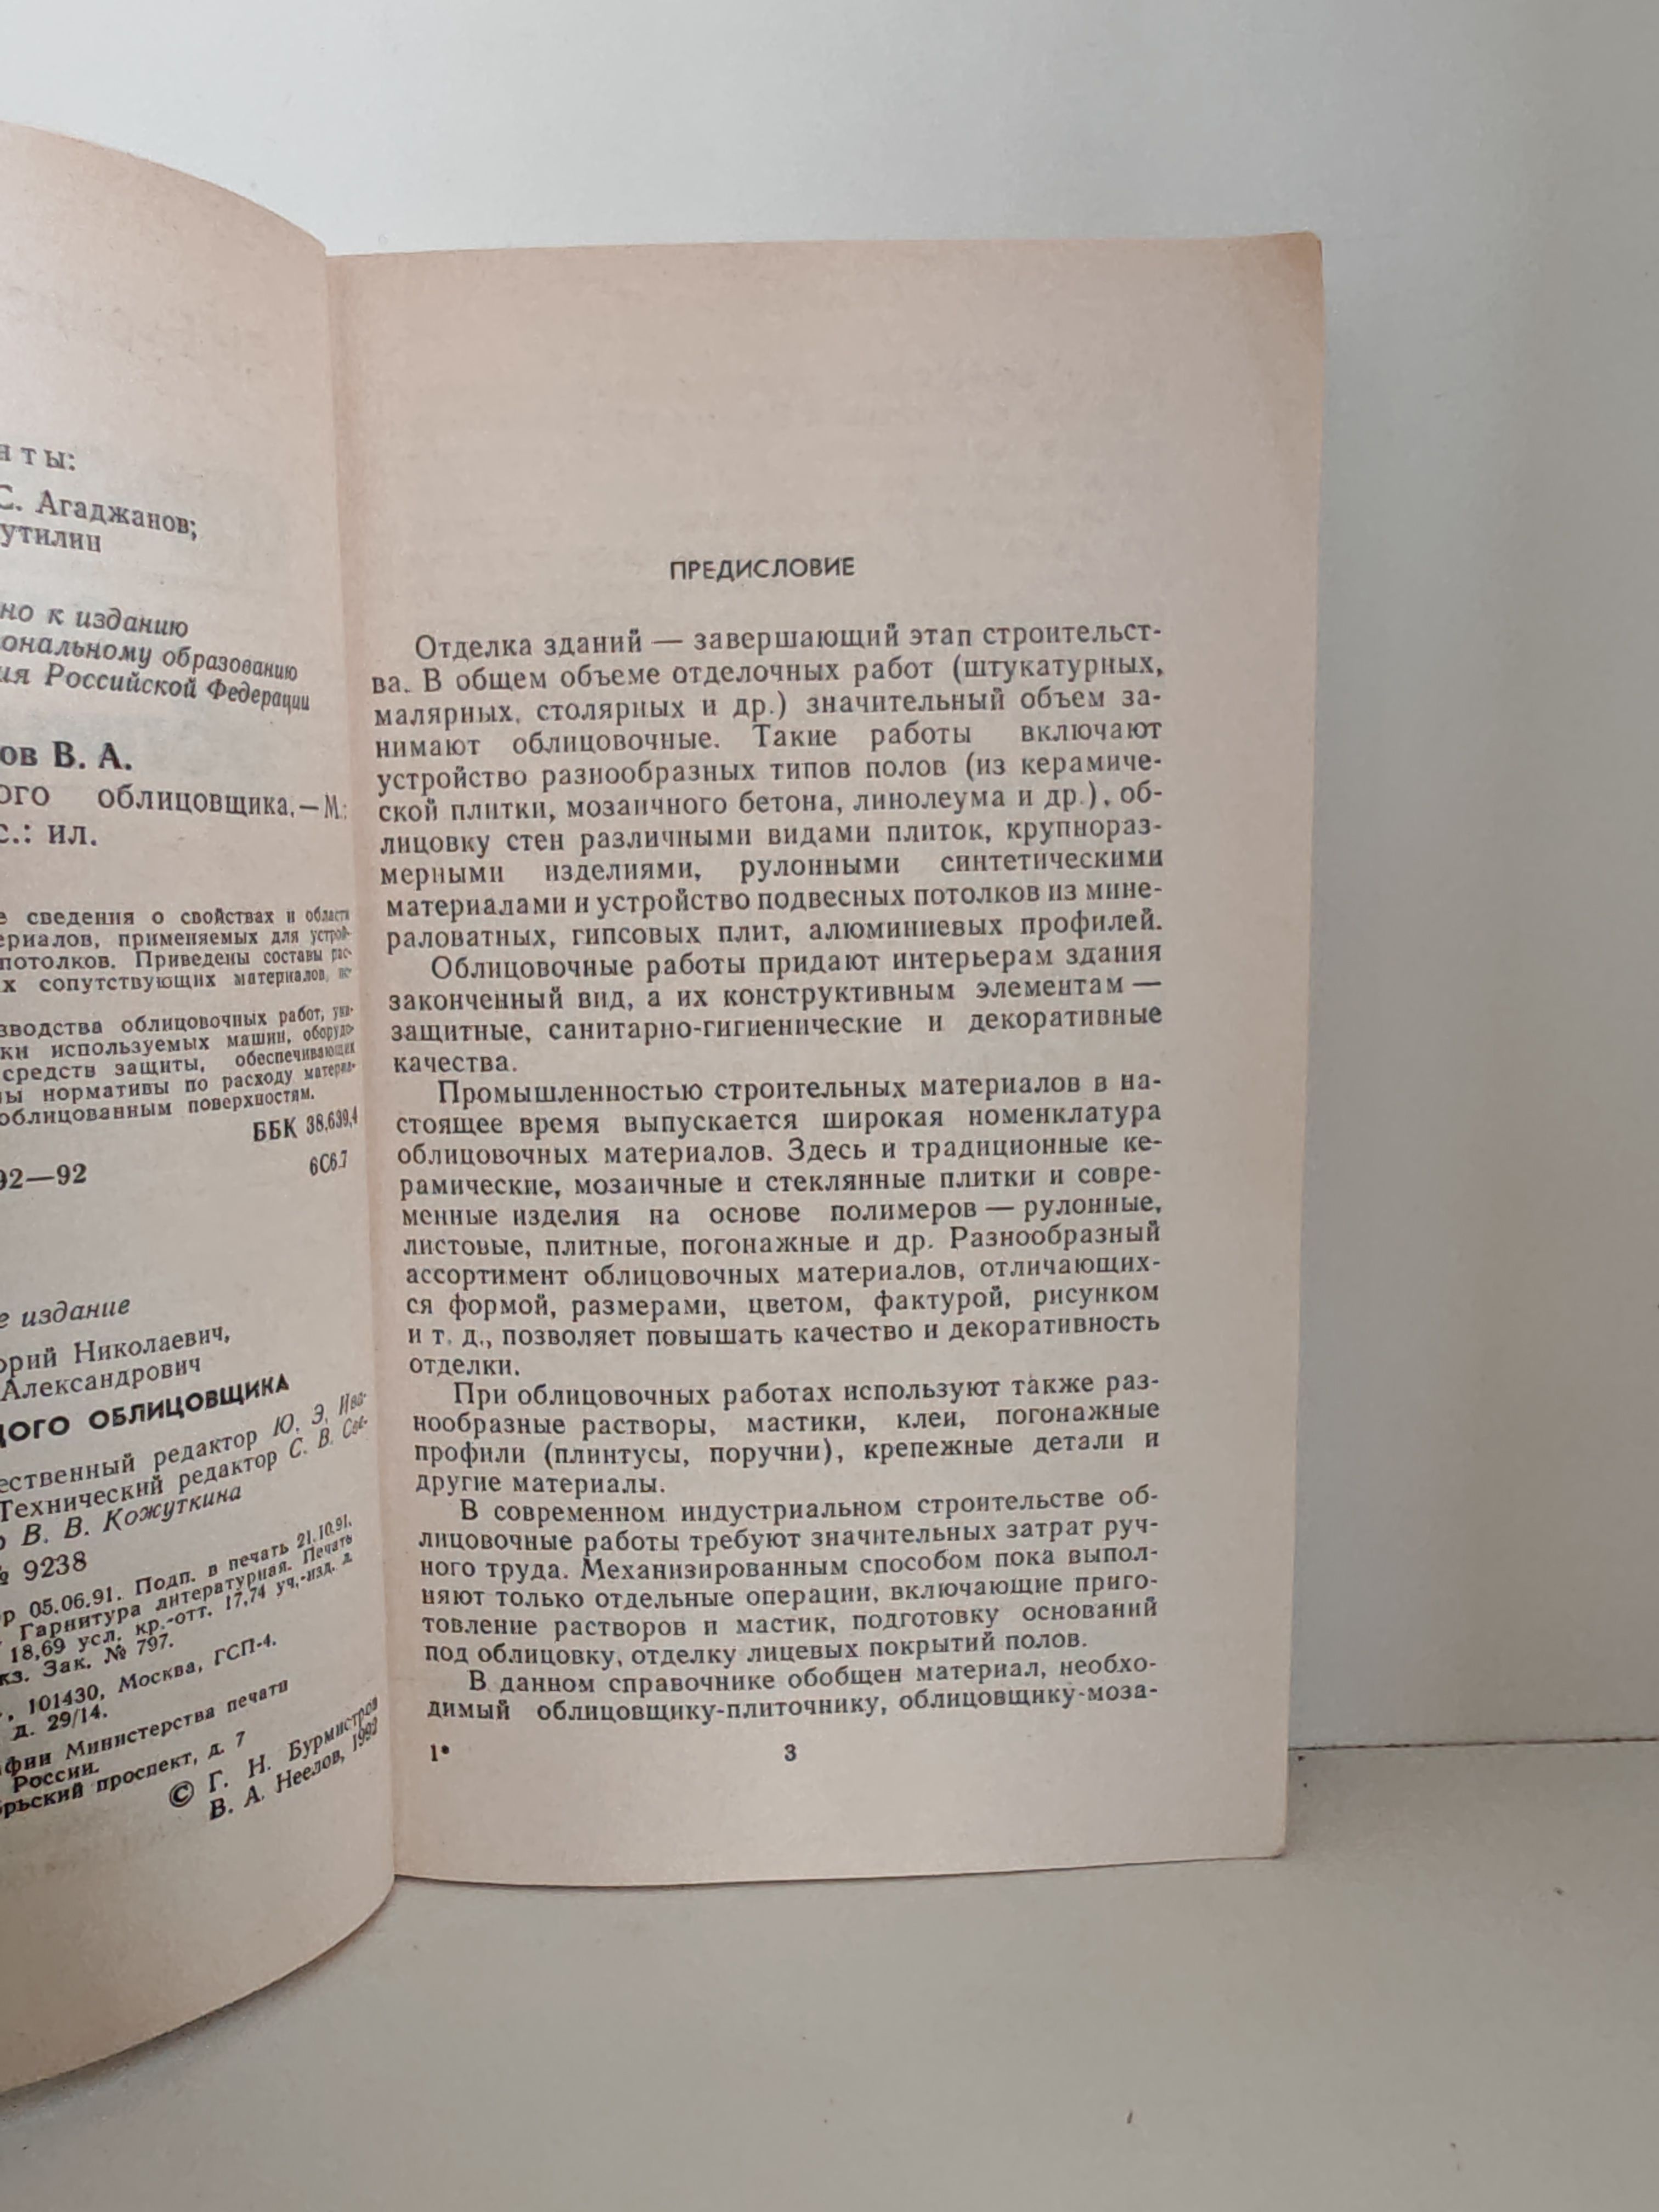 нты:
С. Агаджанов;
утилин
но к изданию
ональному образованию
ия Российской Федерации
ов В. А.
ого облицовщика.—М.:
с.: ил.
е сведения о свойствах и области
ериалов, применяемых для устрой-
потолков. Приведены составы рас-
х сопутствующих материалов,
зводства облицовочных работ, ука-
ки используемых машин, оборудо-
средств защиты, обеспечивающих
ны нормативы по расходу материа-
облицованным поверхностям.
ББК 38.639.4
92—92
6С6.7
е издание
орий Николаевич,
Александрович
ДОГО ОБЛИЦОВЩИКА
ественный редактор Ю. Э. Ива-
Технический редактор С. В.
р В. В. Кожуткина
№ 9238
р 05.06.91. Подп. в печать 21.10.91.
Гарнитура литературная. Печать
18,69 усл. кр.-отт. 17,74 уч.-изд. л.
кз. Зак. № 797.
101430, Москва, ГСП-4.
д. 29/14.
афии Министерства печати
России.
брьский проспект, д. 7
© Г. Н. Бурмистров
В. А. Неелов, 1992
ПРЕДИСЛОВИЕ
Отделка зданий — завершающий этап строительст-
ва. В общем объеме отделочных работ (штукатурных,
малярных, столярных и др.) значительный объем за-
нимают облицовочные. Такие работы включают
устройство разнообразных типов полов (из керамиче-
ской плитки, мозаичного бетона, линолеума и др.), об-
лицовку стен различными видами плиток, крупнораз-
мерными изделиями, рулонными синтетическими
материалами и устройство подвесных потолков из мине-
раловатных, гипсовых плит, алюминиевых профилей.
Облицовочные работы придают интерьерам здания
законченный вид, а их конструктивным элементам —
защитные, санитарно-гигиенические и декоративные
качества.
Промышленностью строительных материалов в на-
стоящее время выпускается широкая номенклатура
облицовочных материалов. Здесь и традиционные ке-
рамические, мозаичные и стеклянные плитки и совре-
менные изделия на основе полимеров — рулонные,
листовые, плитные, погонажные и др. Разнообразный
ассортимент облицовочных материалов, отличающих-
ся формой, размерами, цветом, фактурой, рисунком
и т. д., позволяет повышать качество и декоративность
отделки.
При облицовочных работах используют также раз-
нообразные растворы, мастики, клеи, погонажные
профили (плинтусы, поручни), крепежные детали и
другие материалы.
В современном индустриальном строительстве об-
лицовочные работы требуют значительных затрат руч-
ного труда. Механизированным способом пока выпол-
няют только отдельные операции, включающие приго-
товление растворов и мастик, подготовку оснований
под облицовку, отделку лицевых покрытий полов.
В данном справочнике обобщен материал, необхо-
димый облицовщику-плиточнику, облицовщику-моза-
1*
3